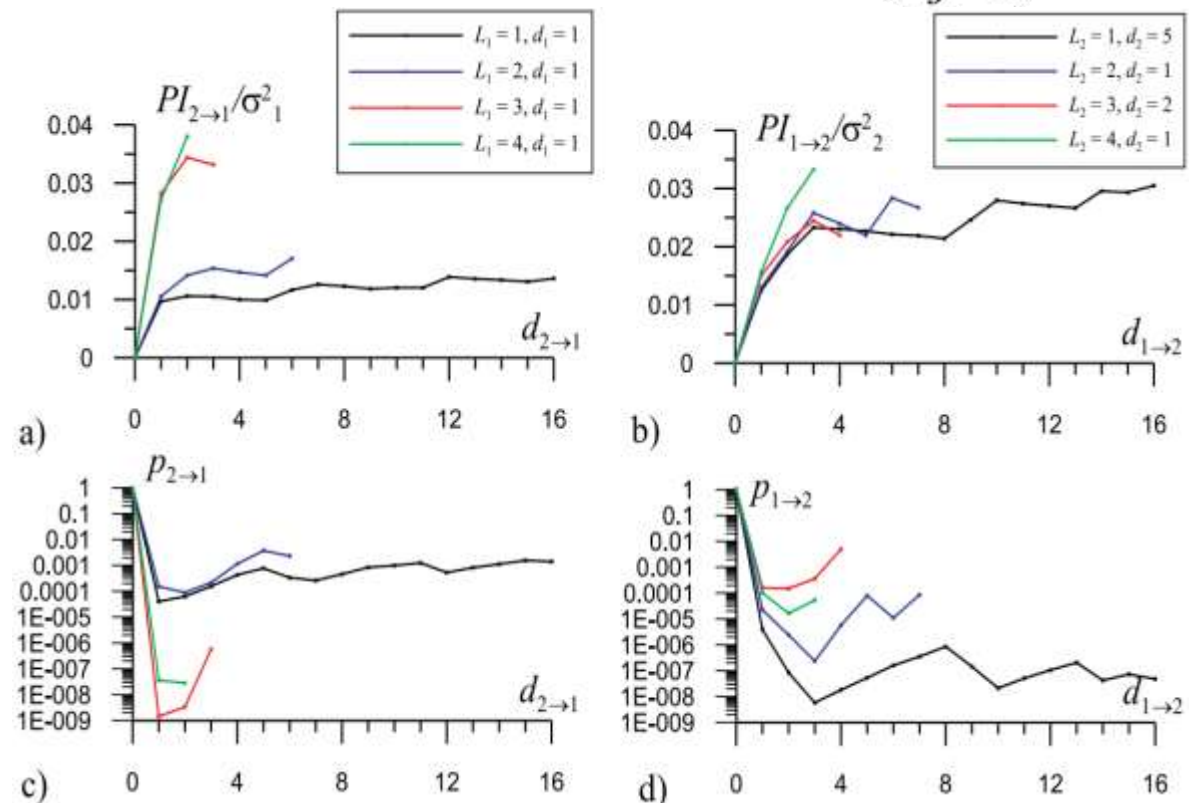 L₁ = 1, d₁ = 1
L₁ = 2, d₁ = 1
L₁ = 3, d₁ = 1
L₁ = 4, d₁ = 1
PI₂→₁/σ²₁
0.04
0.03
0.02
0.01
0
d₂→₁
0 4 8 12 16
a)
L₂ = 1, d₂ = 5
L₂ = 2, d₂ = 1
L₂ = 3, d₂ = 2
L₂ = 4, d₂ = 1
PI₁→₂/σ²₂
0.04
0.03
0.02
0.01
0
d₁→₂
0 4 8 12 16
b)
p₂→₁
1
0.1
0.01
0.001
0.0001
1E-005
1E-006
1E-007
1E-008
1E-009
d₂→₁
0 4 8 12 16
c)
p₁→₂
1
0.1
0.01
0.001
0.0001
1E-005
1E-006
1E-007
1E-008
1E-009
d₁→₂
0 4 8 12 16
d)